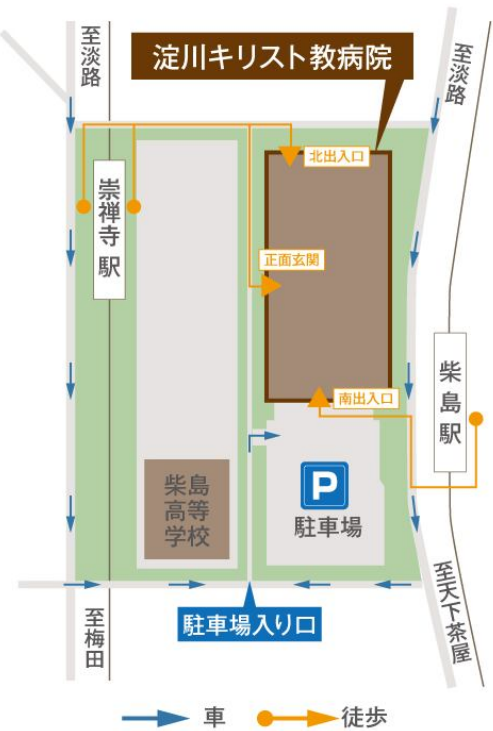 至淡路
淀川キリスト教病院
至淡路
北出入口
崇禅寺駅
正面玄関
柴島駅
南出入口
P
駐車場
柴島
高等
学校
駐車場入り口
至梅田
至天下茶屋
車
徒歩